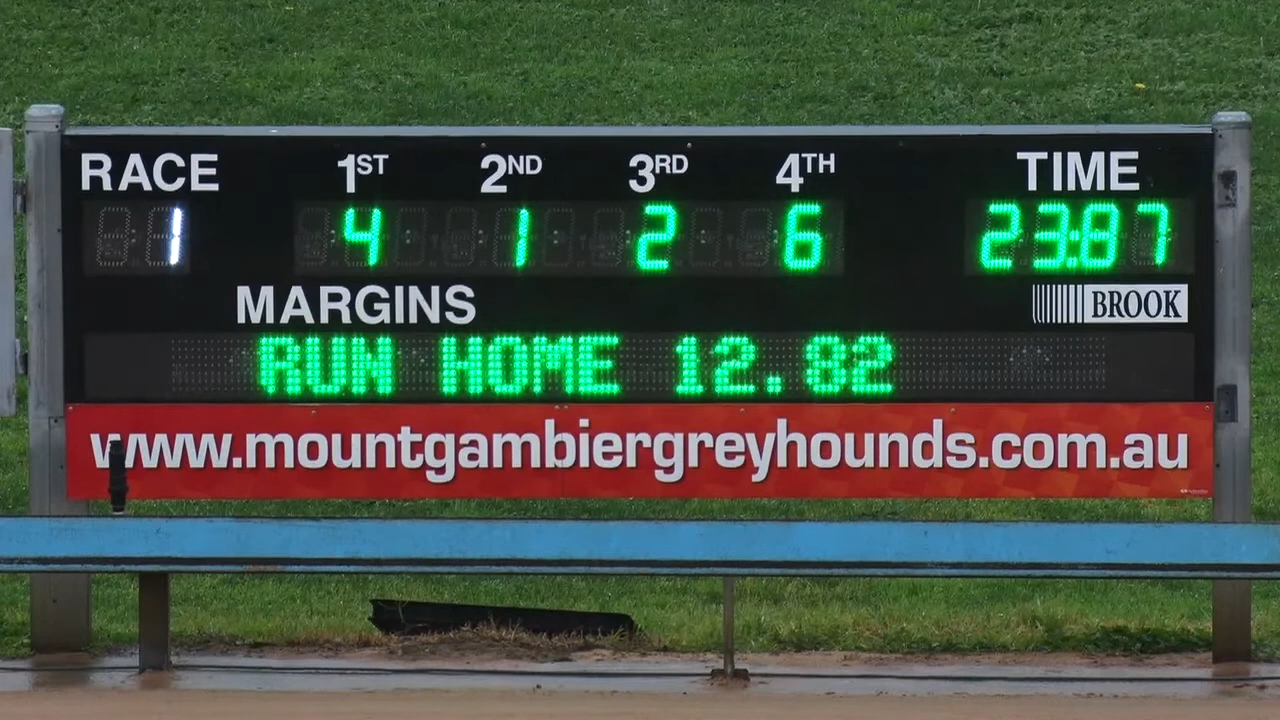 RACE 1ST 2ND 3RD 4TH TIME
1 4 1 2 6 23:87
MARGINS BROOK
RUN HOME 12.82
www.mountgambiergreyhounds.com.au